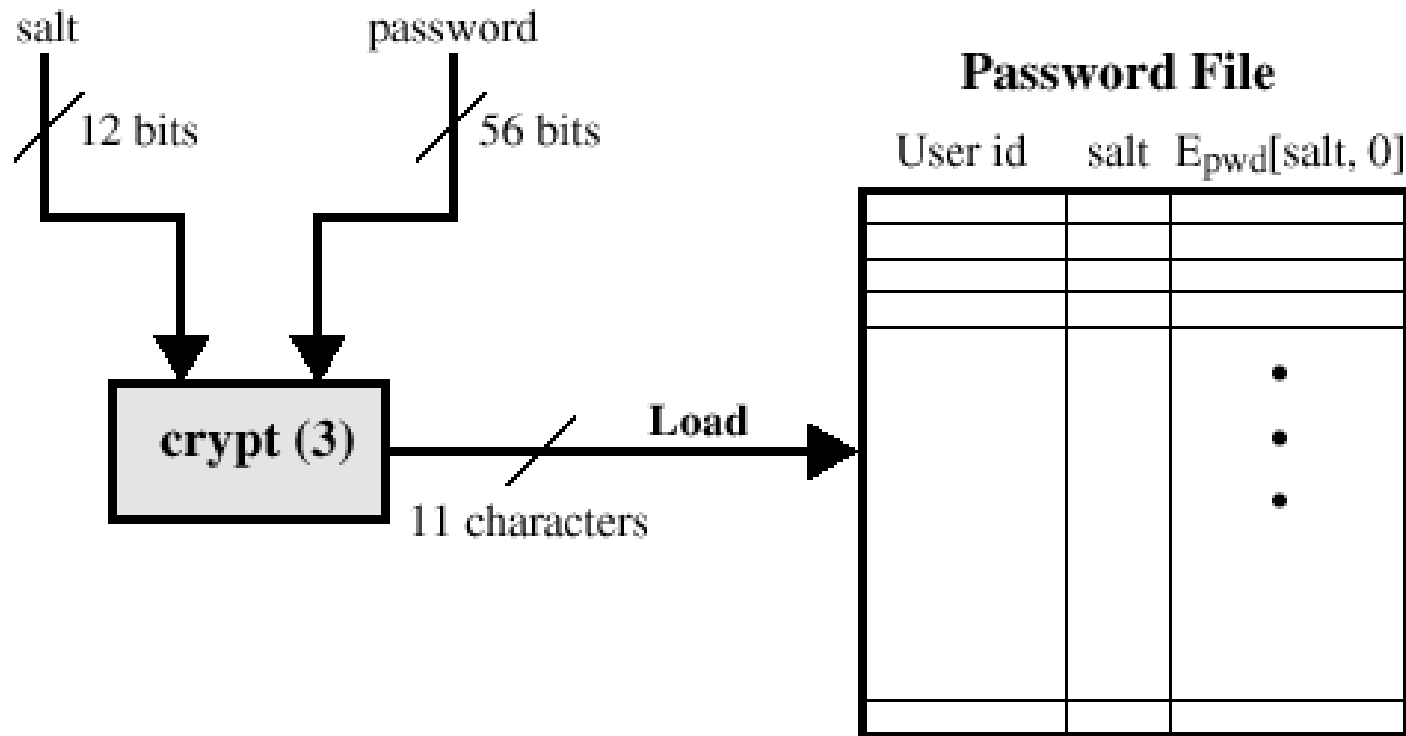 salt
password
12 bits
56 bits
Password File
User id
salt
Epwd[salt, 0]
crypt (3)
Load
11 characters